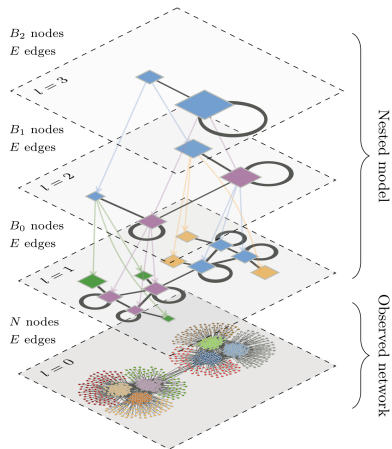 B₂ nodes
E edges
l = 3
B₁ nodes
E edges
l = 2
B₀ nodes
E edges
l = 1
N nodes
E edges
l = 0
Nested model
Observed network